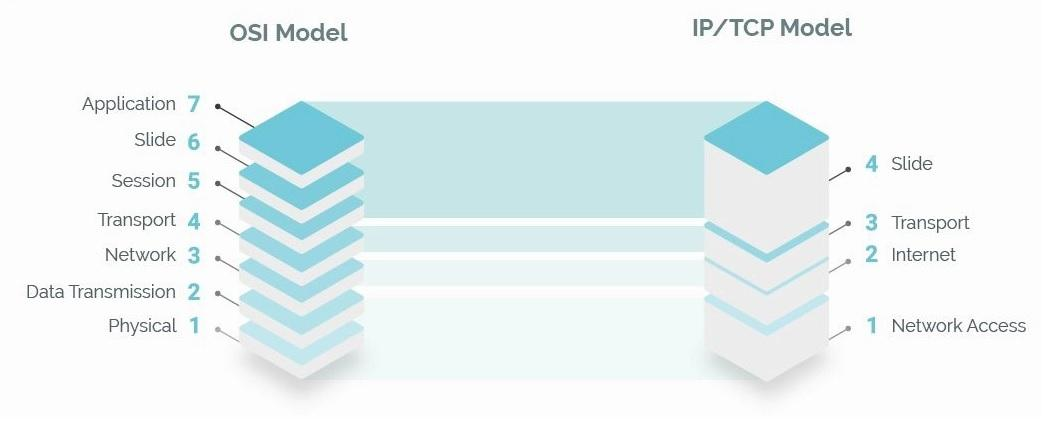 OSI Model
IP/TCP Model
Application 7
Slide 6
Session 5
Transport 4
Network 3
Data Transmission 2
Physical 1
4 Slide
3 Transport
2 Internet
1 Network Access